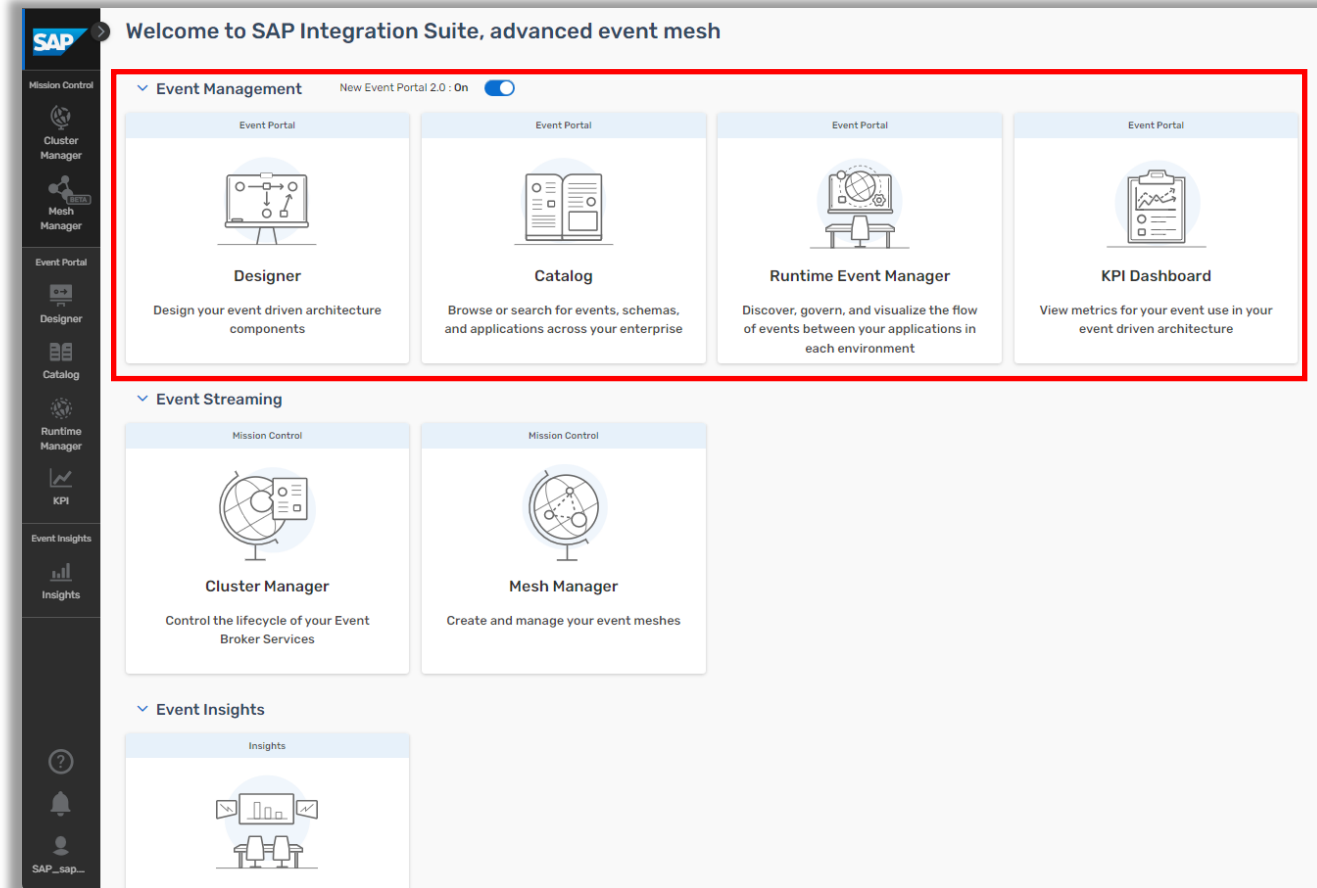 SAP
Welcome to SAP Integration Suite, advanced event mesh
Mission Control
Cluster
Manager
BETA
Mesh
Manager
Event Portal
Designer
Catalog
Runtime
Manager
KPI
Event Insights
Insights
SAP_sap...
Event Management
New Event Portal 2.0 : On
Event Portal
Designer
Design your event driven architecture
components
Event Portal
Catalog
Browse or search for events, schemas,
and applications across your enterprise
Event Portal
Runtime Event Manager
Discover, govern, and visualize the flow
of events between your applications in
each environment
Event Portal
KPI Dashboard
View metrics for your event use in your
event driven architecture
Event Streaming
Mission Control
Cluster Manager
Control the lifecycle of your Event
Broker Services
Mission Control
Mesh Manager
Create and manage your event meshes
Event Insights
Insights